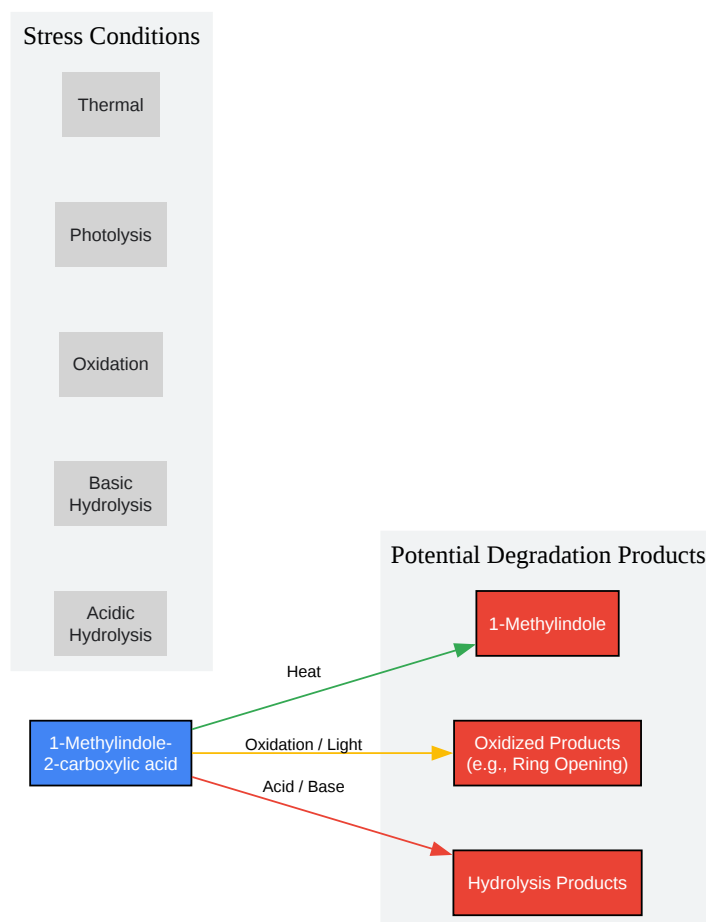 Stress Conditions
Thermal
Photolysis
Oxidation
Basic
Hydrolysis
Acidic
Hydrolysis
Potential Degradation Products
1-Methylindole
Heat
1-Methylindole-
2-carboxylic acid
Oxidation / Light
Oxidized Products
(e.g., Ring Opening)
Acid / Base
Hydrolysis Products